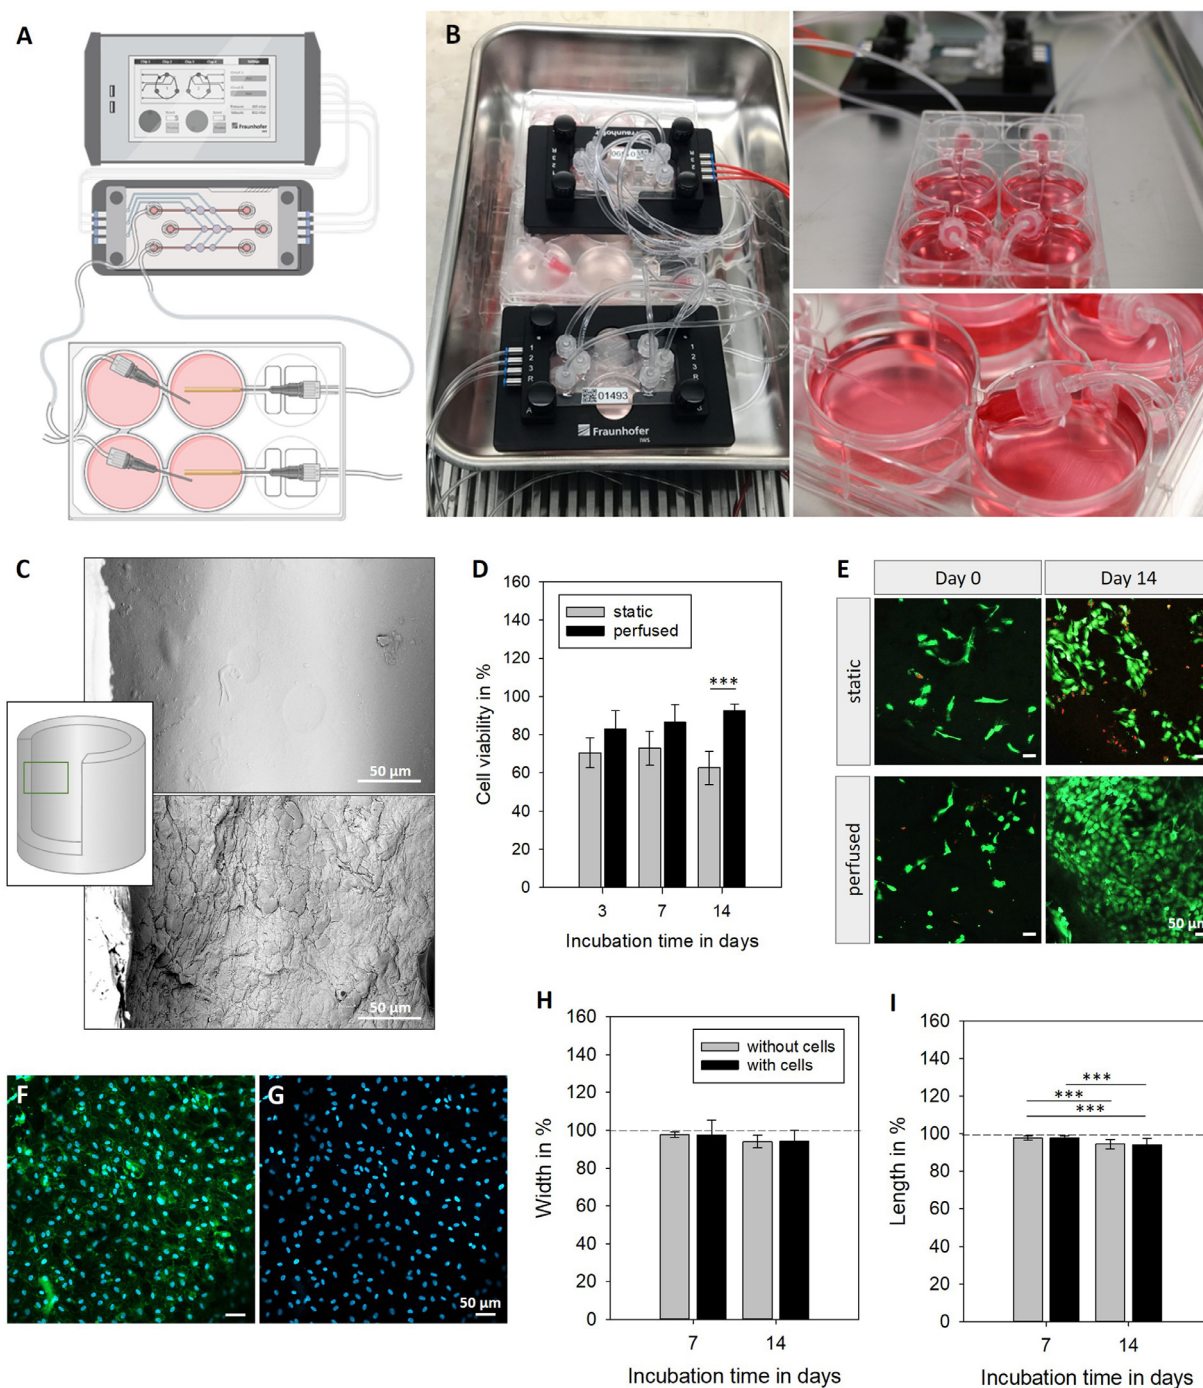 A
Fraunhofer
B
Fraunhofer
1
2
3
R
A
01493
Fraunhofer
IWS
C
50 µm
50 µm
D
160
140
120
100
80
60
40
20
0
Cell viability in %
static
perfused
***
3
7
14
Incubation time in days
E
Day 0
Day 14
static
perfused
50 µm
F
G
50 µm
H
160
140
120
100
80
60
40
20
0
Width in %
without cells
with cells
7
14
Incubation time in days
I
160
140
120
100
80
60
40
20
0
Length in %
***
***
***
7
14
Incubation time in days